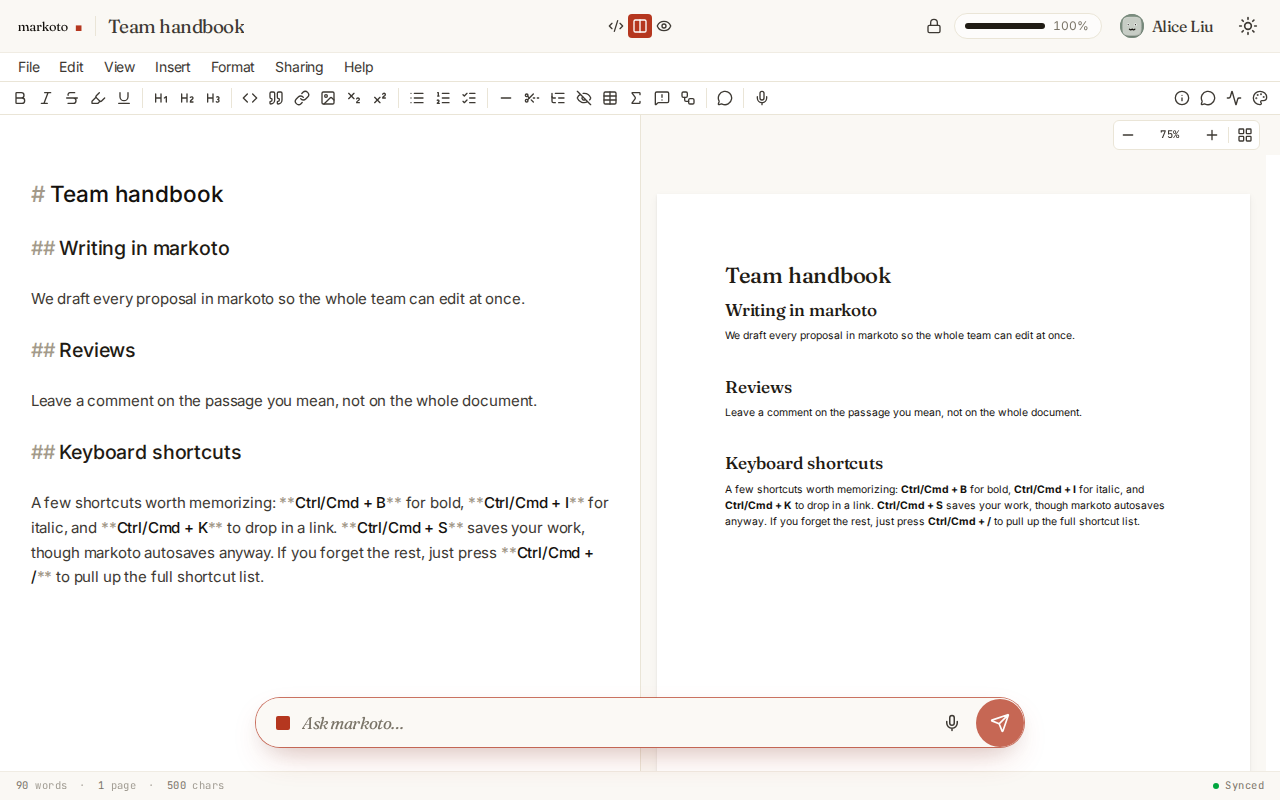 markoto
Team handbook
100%
Alice Liu
File Edit View Insert Format Sharing Help
H1 H2 H3
75%
# Team handbook
## Writing in markoto
We draft every proposal in markoto so the whole team can edit at once.
## Reviews
Leave a comment on the passage you mean, not on the whole document.
## Keyboard shortcuts
A few shortcuts worth memorizing: **Ctrl/Cmd + B** for bold, **Ctrl/Cmd + I** for
italic, and **Ctrl/Cmd + K** to drop in a link. **Ctrl/Cmd + S** saves your work,
though markoto autosaves anyway. If you forget the rest, just press **Ctrl/Cmd +
/** to pull up the full shortcut list.
Team handbook
Writing in markoto
We draft every proposal in markoto so the whole team can edit at once.
Reviews
Leave a comment on the passage you mean, not on the whole document.
Keyboard shortcuts
A few shortcuts worth memorizing: Ctrl/Cmd + B for bold, Ctrl/Cmd + I for italic, and
Ctrl/Cmd + K to drop in a link. Ctrl/Cmd + S saves your work, though markoto autosaves
anyway. If you forget the rest, just press Ctrl/Cmd + / to pull up the full shortcut list.
Ask markoto...
90 words · 1 page · 500 chars
Synced